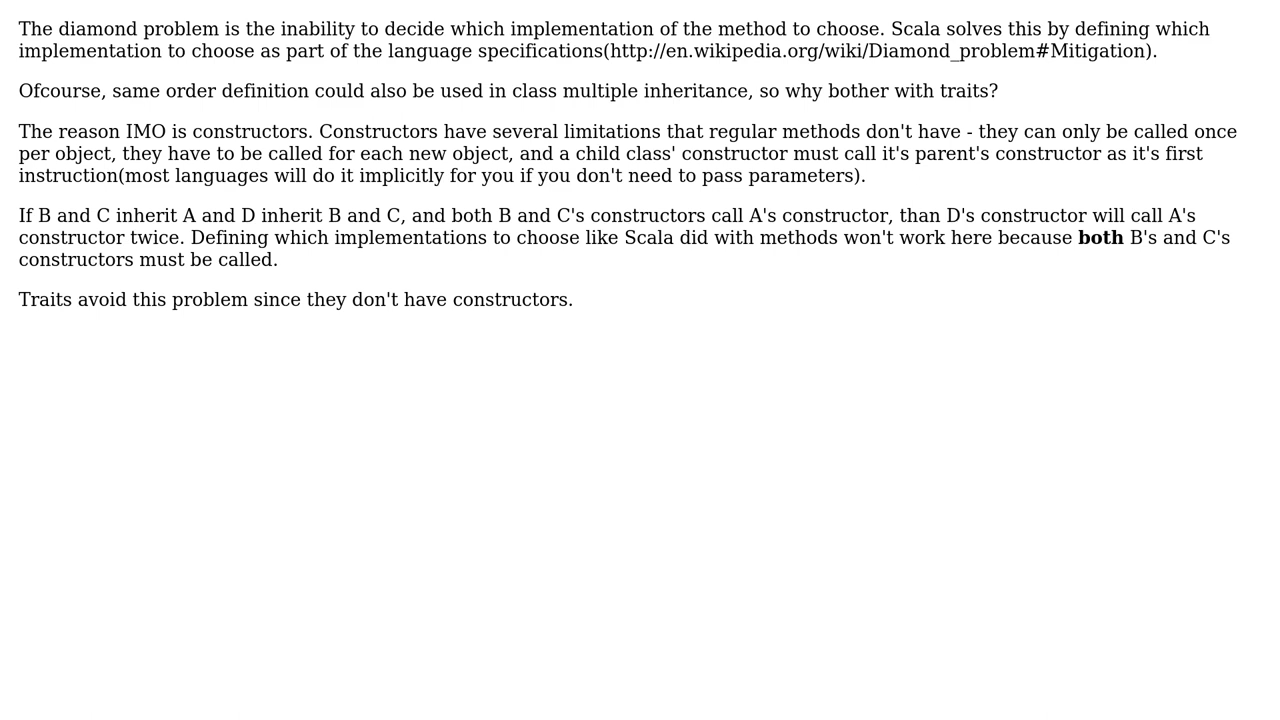 The diamond problem is the inability to decide which implementation of the method to choose. Scala solves this by defining which
implementation to choose as part of the language specifications(http://en.wikipedia.org/wiki/Diamond_problem#Mitigation).
Ofcourse, same order definition could also be used in class multiple inheritance, so why bother with traits?
The reason IMO is constructors. Constructors have several limitations that regular methods don't have - they can only be called once
per object, they have to be called for each new object, and a child class' constructor must call it's parent's constructor as it's first
instruction(most languages will do it implicitly for you if you don't need to pass parameters).
If B and C inherit A and D inherit B and C, and both B and C's constructors call A's constructor, than D's constructor will call A's
constructor twice. Defining which implementations to choose like Scala did with methods won't work here because both B's and C's
constructors must be called.
Traits avoid this problem since they don't have constructors.